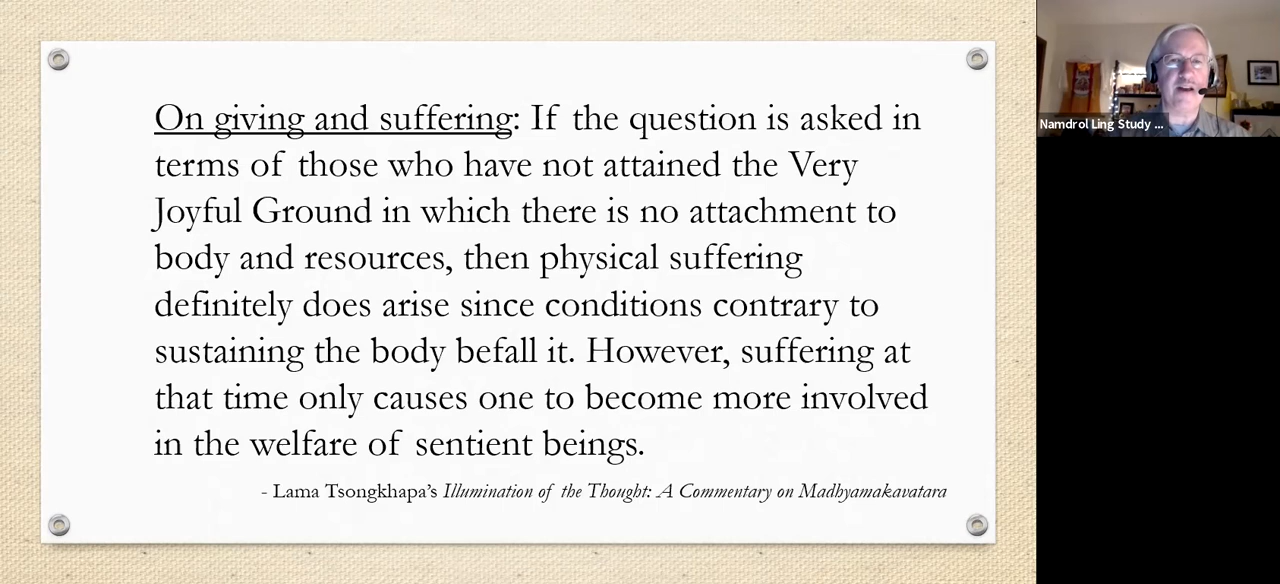 On giving and suffering: If the question is asked in
terms of those who have not attained the Very
Joyful Ground in which there is no attachment to
body and resources, then physical suffering
definitely does arise since conditions contrary to
sustaining the body befall it. However, suffering at
that time only causes one to become more involved
in the welfare of sentient beings.
- Lama Tsongkhapa’s Illumination of the Thought: A Commentary on Madhyamakavatara
Namdrol Ling Study ...